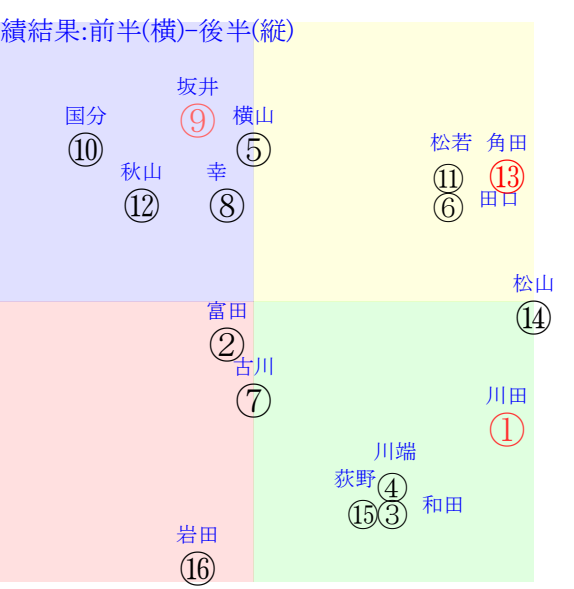 績結果:前半(横)-後半(縦)
坂井
⑨
国分
⑩
横山
⑤
松若
⑪
角田
⑬
秋山
⑫
幸
⑧
⑥
田口
松山
⑭
富田
②
古川
⑦
川田
①
川端
④
荻野
⑮
③
和田
岩田
⑯